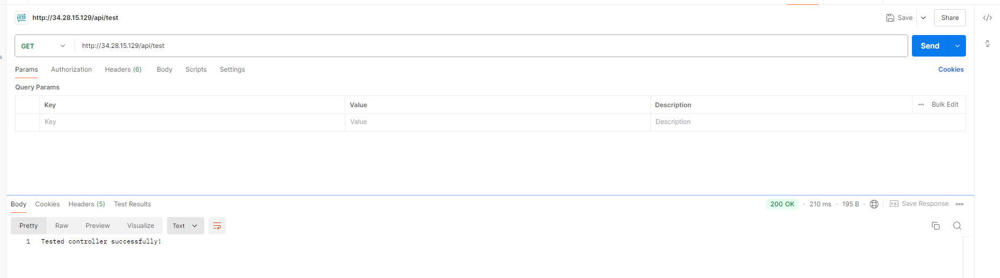 HTTP http://34.28.15.129/api/test Save Share
GET http://34.28.15.129/api/test Send
s
Params Authorization Headers (6) Body Scripts Settings Cookies
Query Params
Key Value Description Bulk Edit
Key Value Description
Body Cookies Headers (5) Test Results 200 OK 210 ms 195 B e.g. Save Response
Pretty Raw Preview Visualize Text
1 Tested controller successfully!